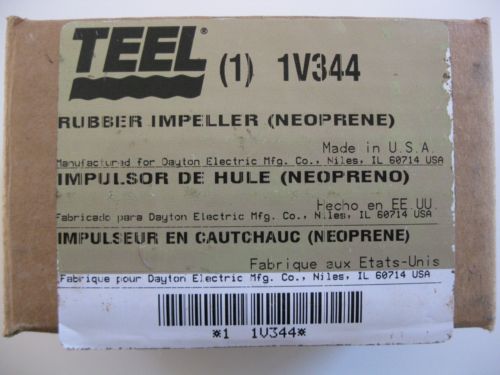 TEEL® (1) 1V344
RUBBER IMPELLER (NEOPRENE)
Made in U.S.A.
Manufactured for Dayton Electric Mfg. Co., Niles, IL 60714 USA
IMPULSOR DE HULE (NEOPRENO)
Hecho en EE.UU.
Fabricado para Dayton Electric Mfg. Co., Niles, IL 60714 USA
IMPULSEUR EN CAUTCHAUC (NEOPRENE)
Fabrique aux Etats-Unis
Fabrique pour Dayton Electric Mfg. Co., Niles, IL 60714 USA
*1 1V344*